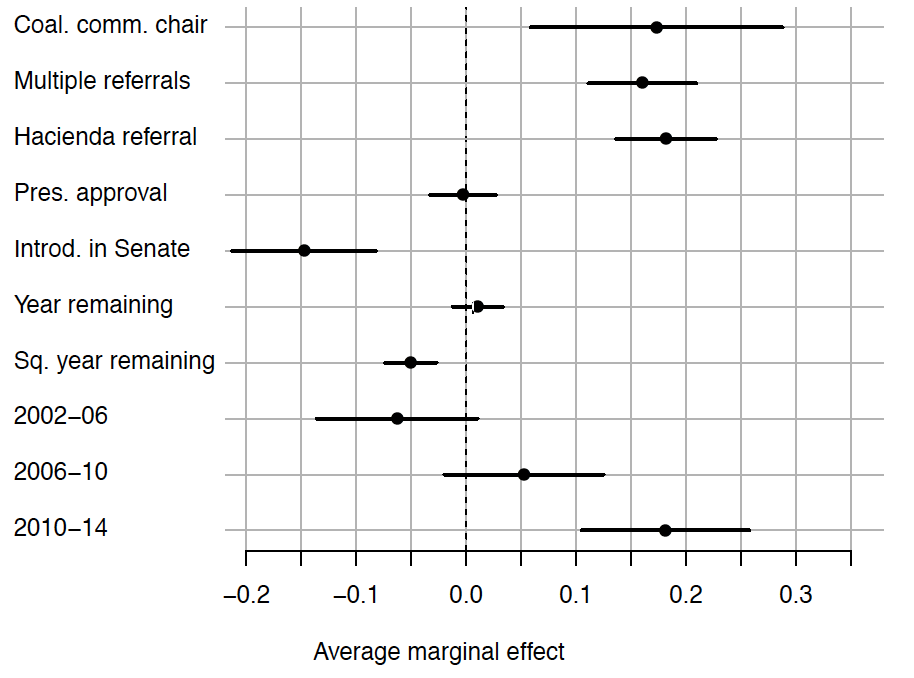 Coal. comm. chair
Multiple referrals
Hacienda referral
Pres. approval
Introd. in Senate
Year remaining
Sq. year remaining
2002−06
2006−10
2010−14
−0.2 −0.1 0.0 0.1 0.2 0.3
Average marginal effect